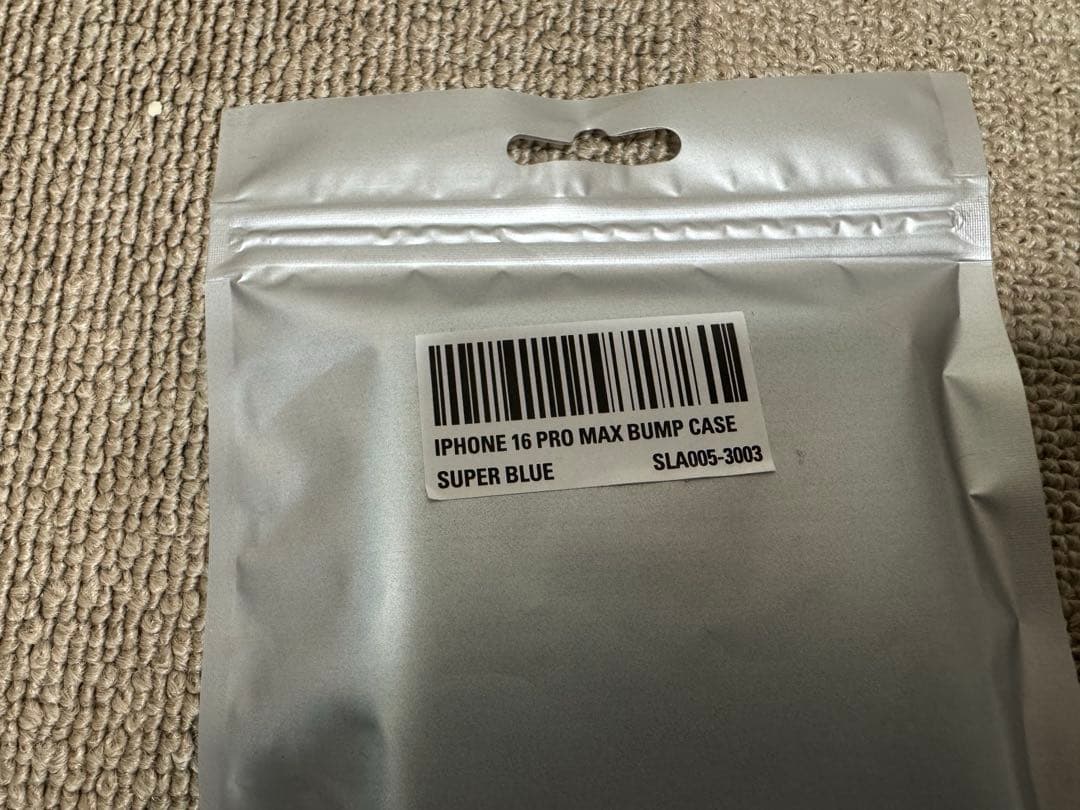 IPHONE 16 PRO MAX BUMP CASE
SUPER BLUE SLA005-3003